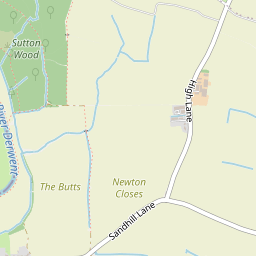 Sutton
Wood
High Lane
River Derwent
The Butts
Newton
Closes
Sandhill Lane